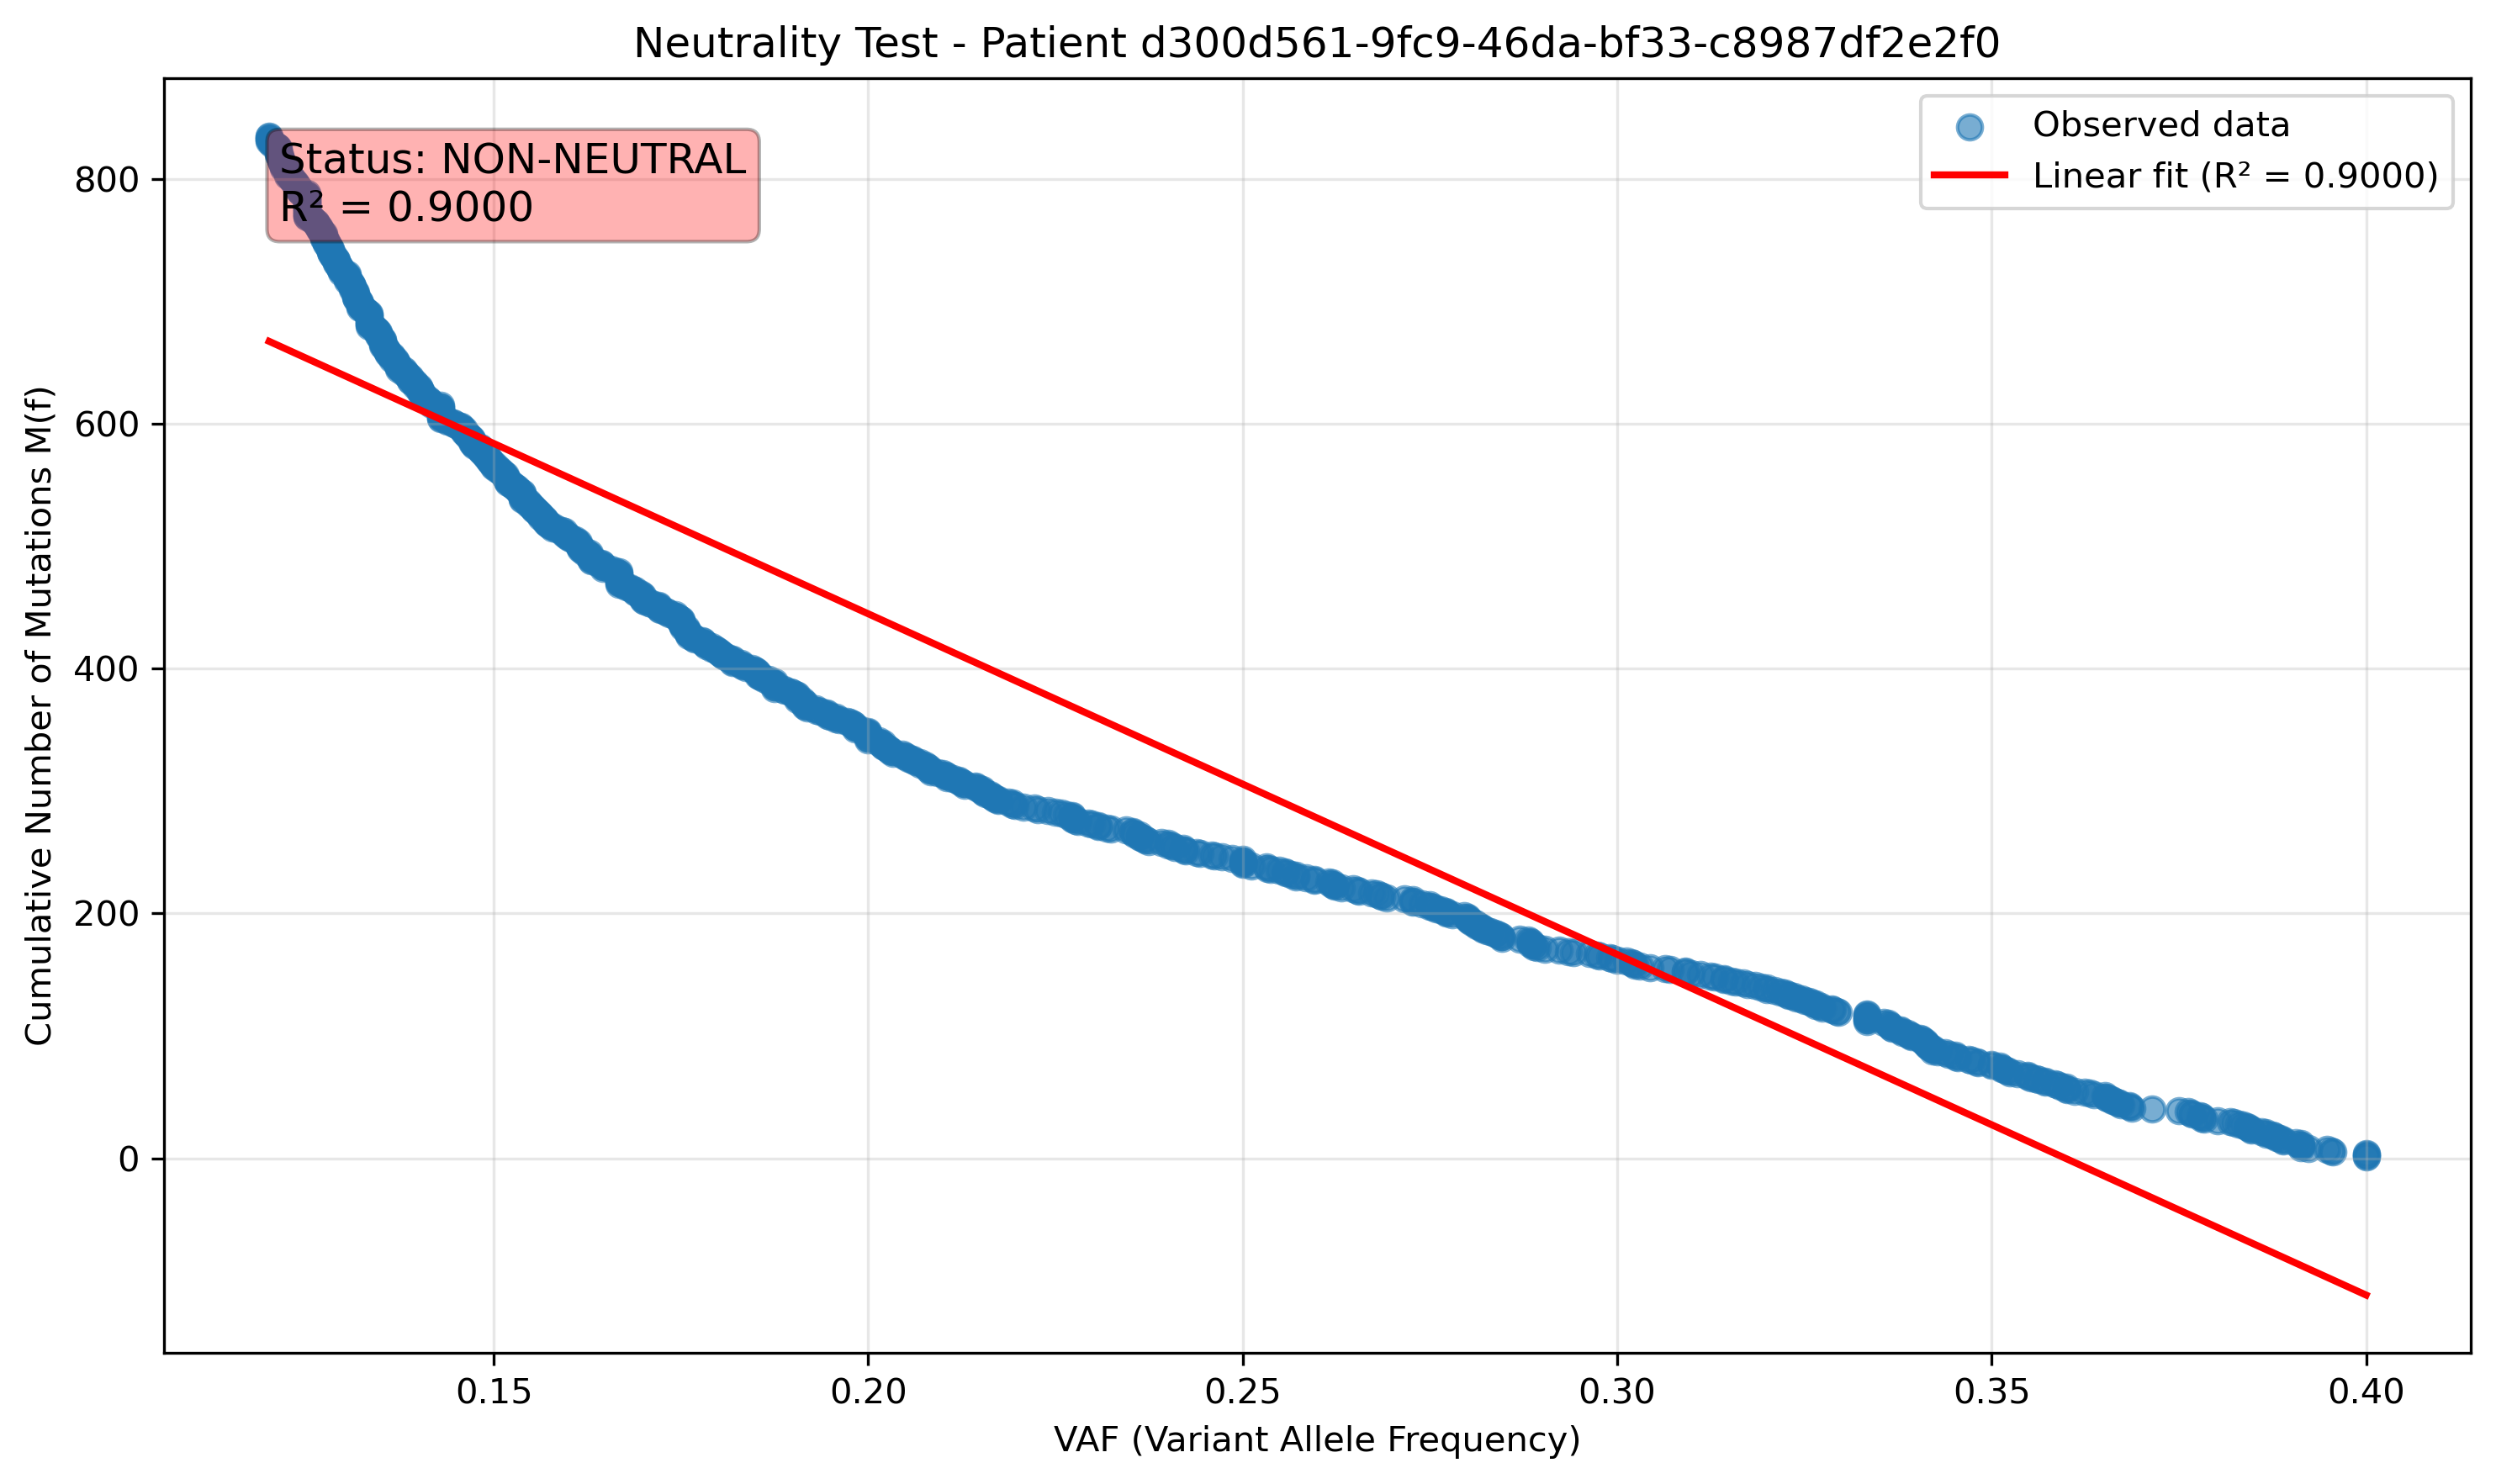 Neutrality Test - Patient d300d561-9fc9-46da-bf33-c8987df2e2f0
Status: NON-NEUTRAL
R² = 0.9000
Observed data
Linear fit (R² = 0.9000)
Cumulative Number of Mutations M(f)
800
600
400
200
0
0.15
0.20
0.25
0.30
0.35
0.40
VAF (Variant Allele Frequency)